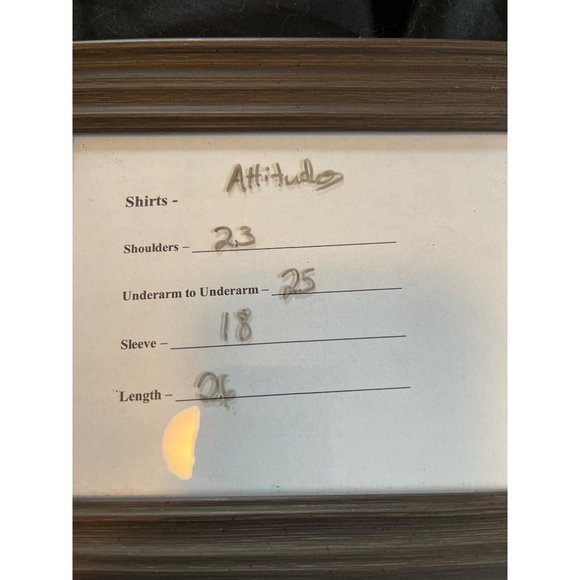 Attitude
Shirts -
Shoulders – 23
Underarm to Underarm – 25
Sleeve – 18
Length – 26